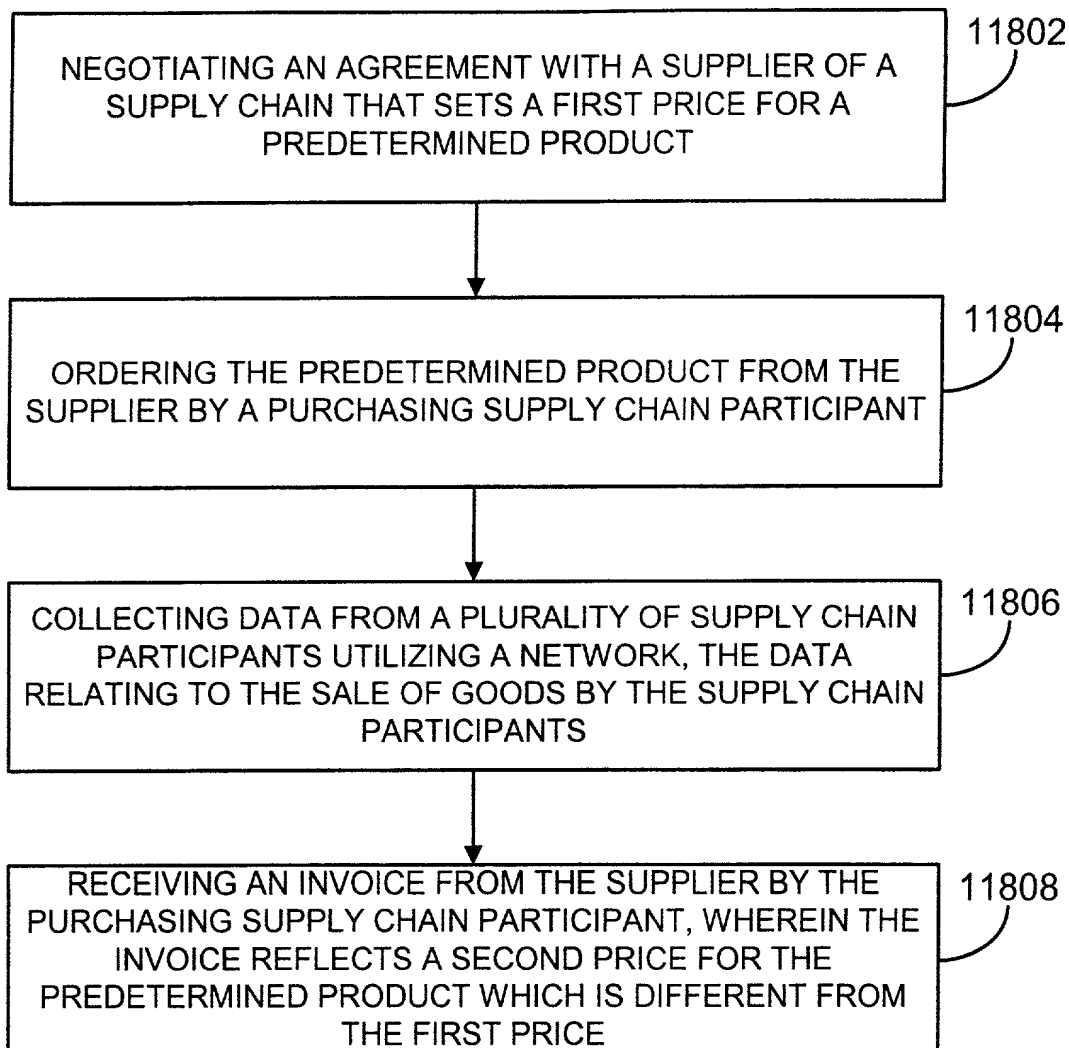 11802
NEGOTIATING AN AGREEMENT WITH A SUPPLIER OF A
SUPPLY CHAIN THAT SETS A FIRST PRICE FOR A
PREDETERMINED PRODUCT
11804
ORDERING THE PREDETERMINED PRODUCT FROM THE
SUPPLIER BY A PURCHASING SUPPLY CHAIN PARTICIPANT
11806
COLLECTING DATA FROM A PLURALITY OF SUPPLY CHAIN
PARTICIPANTS UTILIZING A NETWORK, THE DATA
RELATING TO THE SALE OF GOODS BY THE SUPPLY CHAIN
PARTICIPANTS
11808
RECEIVING AN INVOICE FROM THE SUPPLIER BY THE
PURCHASING SUPPLY CHAIN PARTICIPANT, WHEREIN THE
INVOICE REFLECTS A SECOND PRICE FOR THE
PREDETERMINED PRODUCT WHICH IS DIFFERENT FROM
THE FIRST PRICE